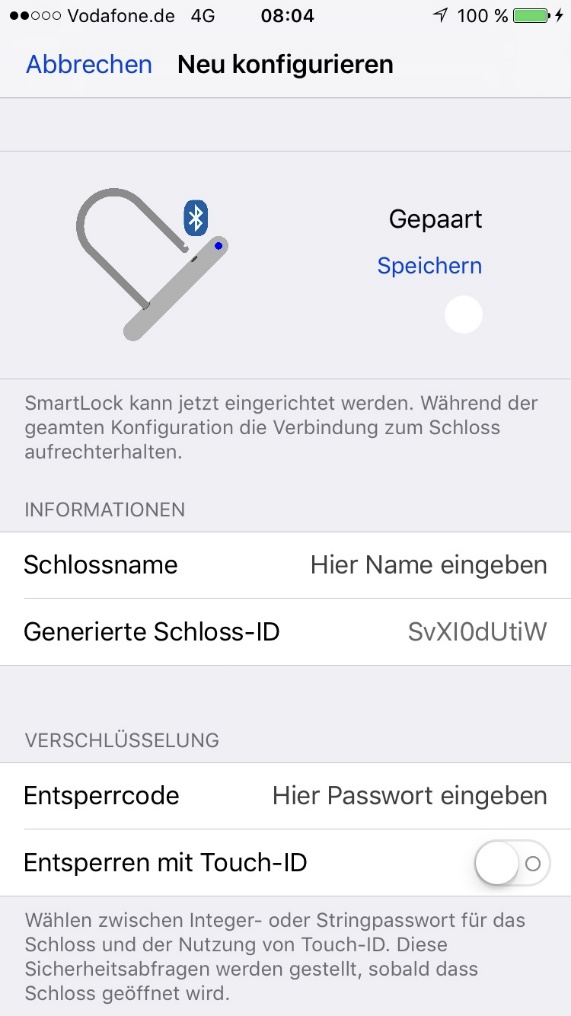 Vodafone.de 4G 08:04 100 %
Abbrechen Neu konfigurieren
Gepaart
Speichern
SmartLock kann jetzt eingerichtet werden. Während der
geamten Konfiguration die Verbindung zum Schloss
aufrechterhalten.
INFORMATIONEN
Schlossname Hier Name eingeben
Generierte Schloss-ID SvXI0dUtiW
VERSCHLÜSSELUNG
Entsperrcode Hier Passwort eingeben
Entsperren mit Touch-ID
Wählen zwischen Integer- oder Stringpasswort für das
Schloss und der Nutzung von Touch-ID. Diese
Sicherheitsabfragen werden gestellt, sobald dass
Schloss geöffnet wird.